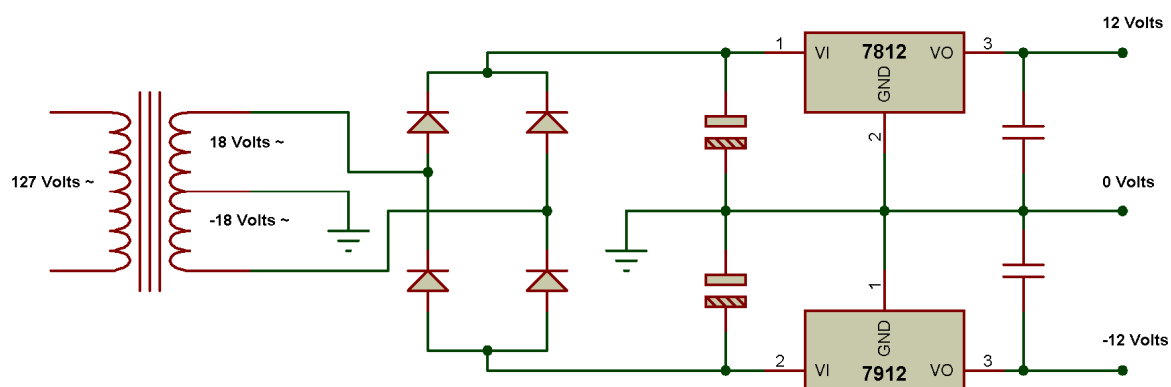 12 Volts
1
VI
7812
VO
3
GND
2
18 Volts ~
127 Volts ~
0 Volts
-18 Volts ~
1
GND
-12 Volts
2
VI
7912
VO
3